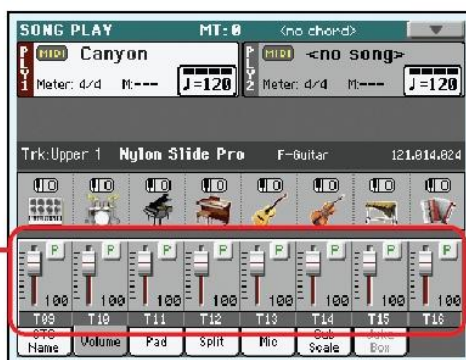 SONG PLAY MT: 0 <no chord>
PLY1 MIDI Canyon
Meter: 4/4 M:--- ♩=120
PLY2 MIDI <no song>
Meter: 4/4 M:--- ♩=120
Trk:Upper 1 Nylon Slide Pro F-Guitar 121.014.024
P P P P P P P P
100 100 100 100 100 100 100 100
T09 T10 T11 T12 T13 T14 T15 T16
STS Name Volume Pad Split Mic Sub Scale Juke Box